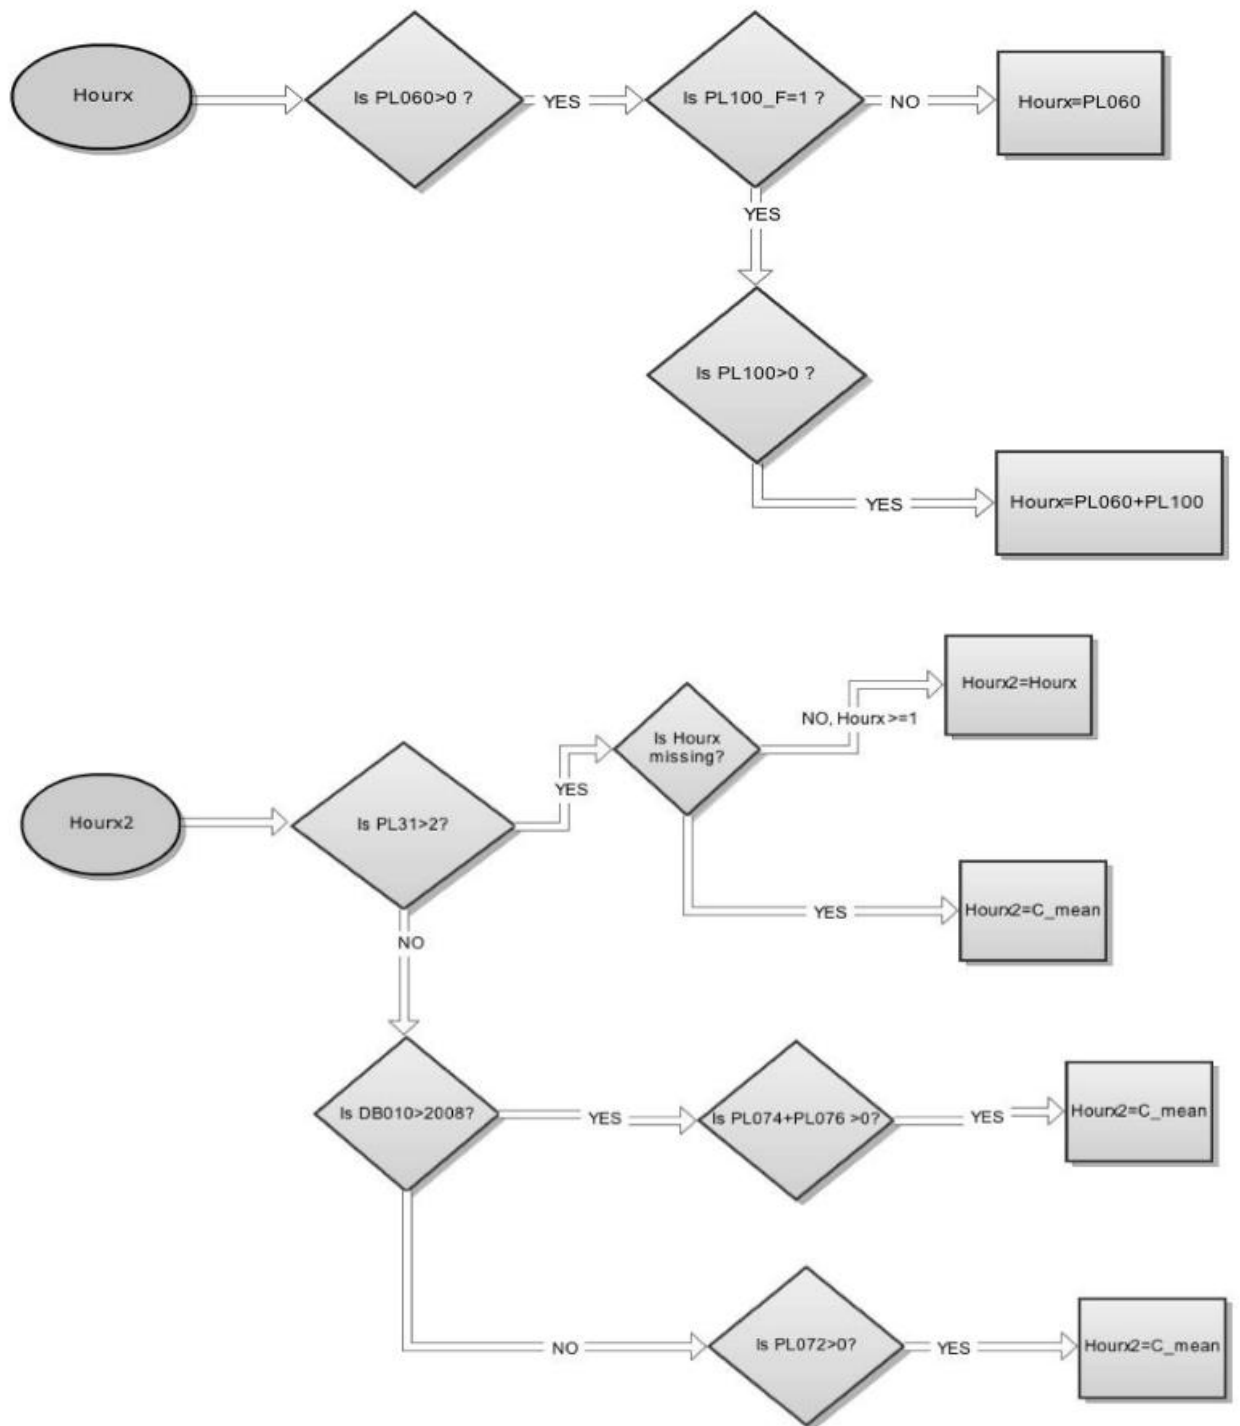 Hourx
Is PL060>0 ?
YES
Is PL100_F=1 ?
NO
Hourx=PL060
YES
Is PL100>0 ?
YES
Hourx=PL060+PL100
Hourx2
Is PL31>2?
YES
Is Hourx
missing?
NO, Hourx >=1
Hourx2=Hourx
YES
Hourx2=C_mean
NO
Is DB010>2008?
YES
Is PL074+PL076 >0?
YES
Hourx2=C_mean
NO
Is PL072>0?
YES
Hourx2=C_mean